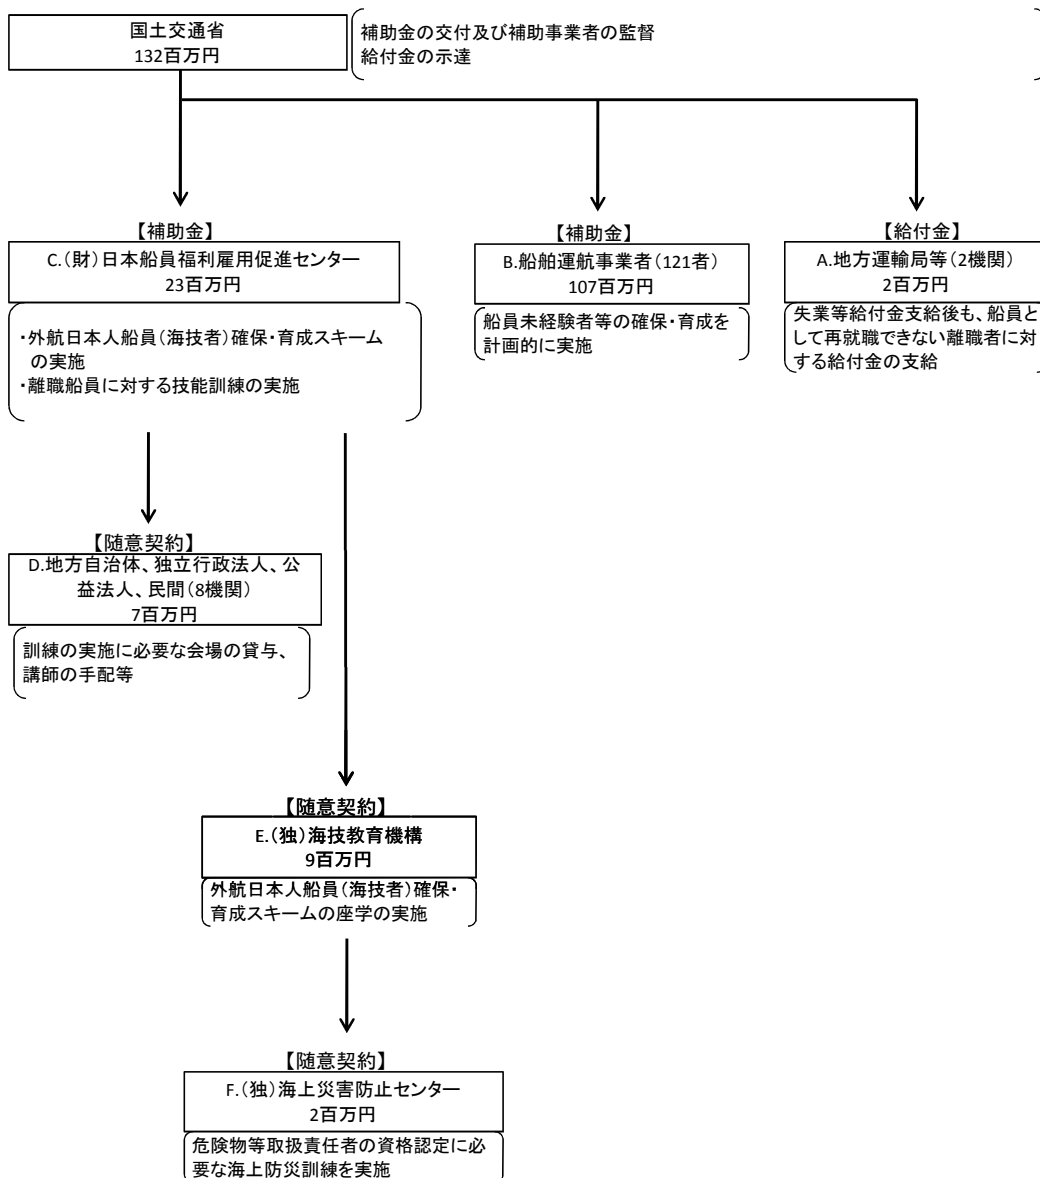 国土交通省
132百万円
補助金の交付及び補助事業者の監督
給付金の示達
【補助金】
C.(財)日本船員福利雇用促進センター
23百万円
・外航日本人船員(海技者)確保・育成スキーム
の実施
・離職船員に対する技能訓練の実施
【補助金】
B.船舶運航事業者(121者)
107百万円
船員未経験者等の確保・育成を
計画的に実施
【給付金】
A.地方運輸局等(2機関)
2百万円
失業等給付金支給後も、船員と
して再就職できない離職者に対
する給付金の支給
【随意契約】
D.地方自治体、独立行政法人、公
益法人、民間(8機関)
7百万円
訓練の実施に必要な会場の貸与、
講師の手配等
【随意契約】
E.(独)海技教育機構
9百万円
外航日本人船員(海技者)確保・
育成スキームの座学の実施
【随意契約】
F.(独)海上災害防止センター
2百万円
危険物等取扱責任者の資格認定に必
要な海上防災訓練を実施